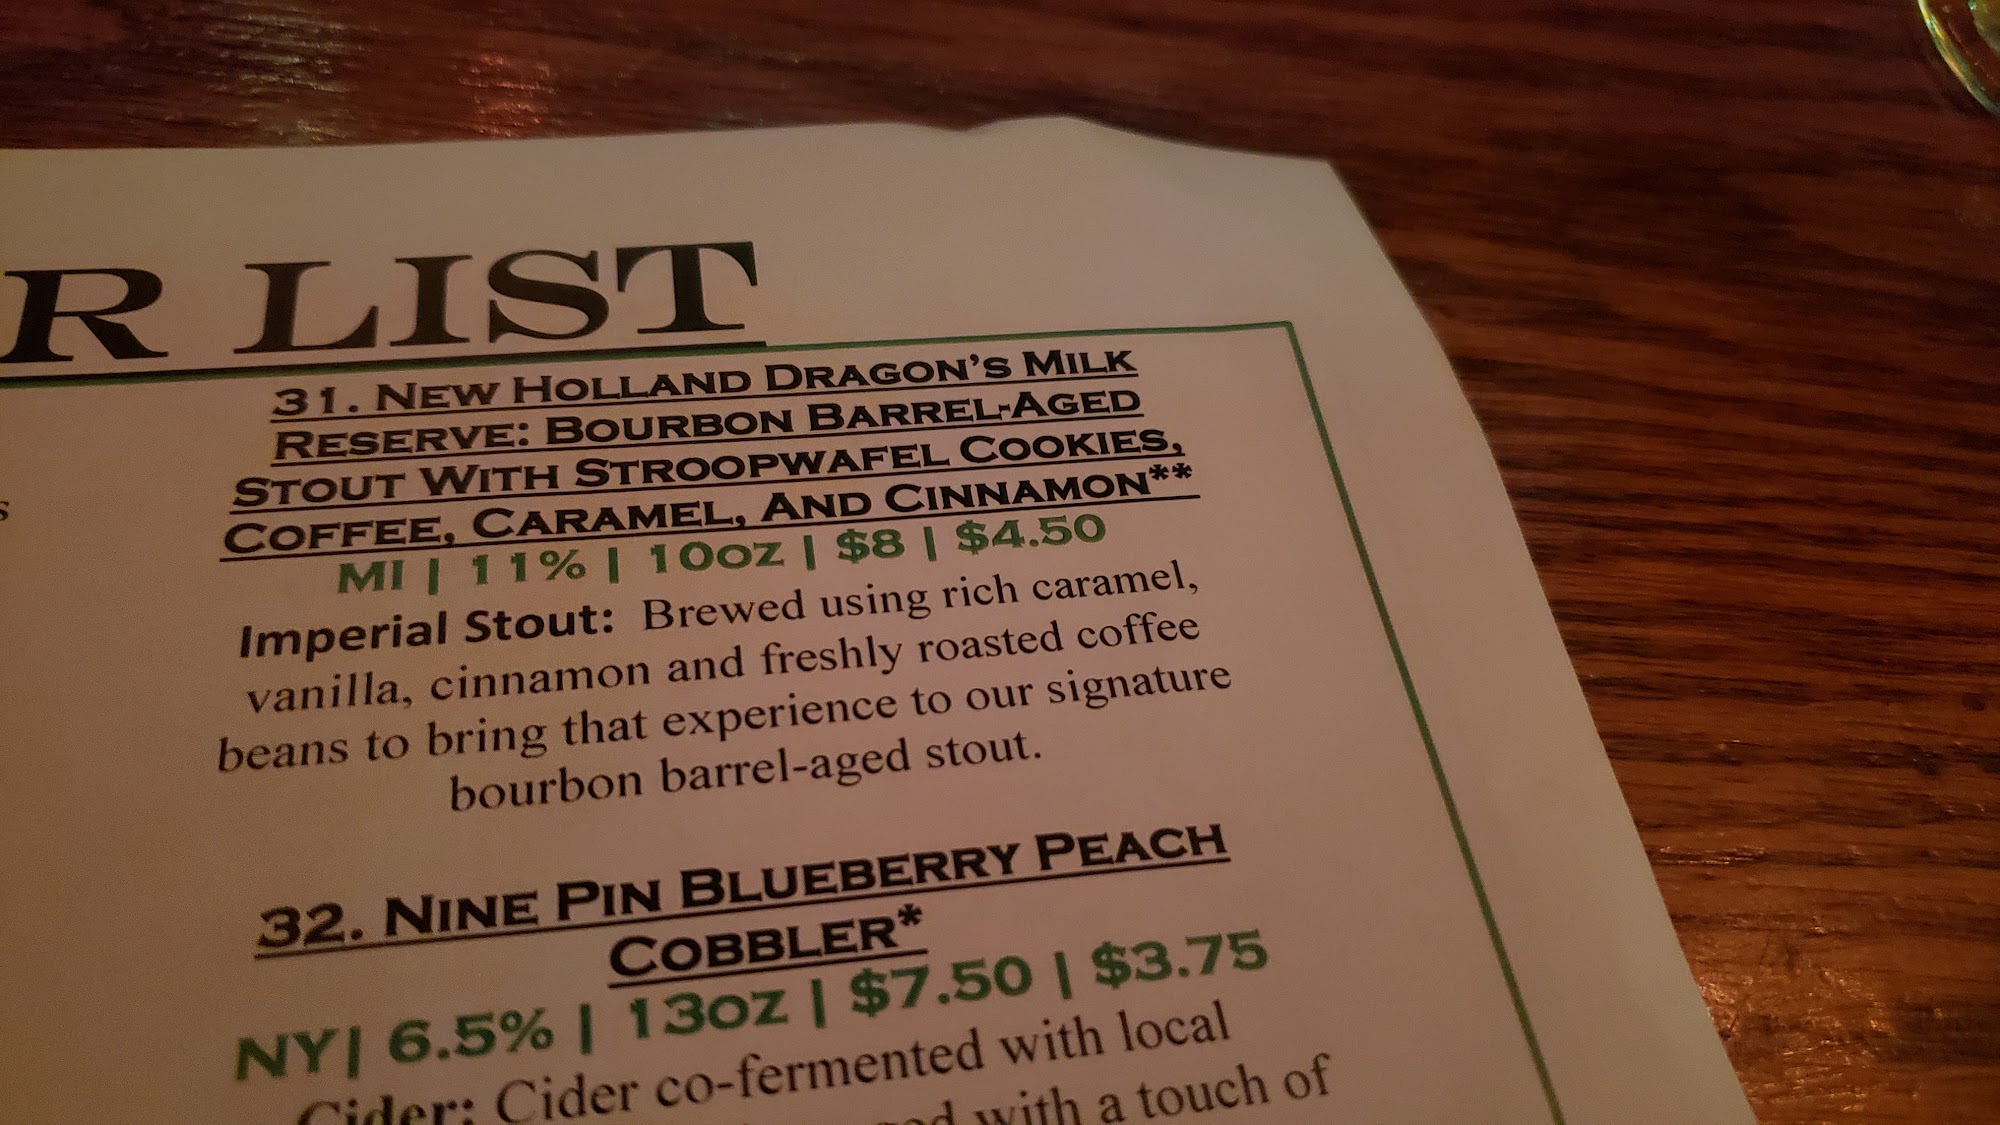 R LIST
31. NEW HOLLAND DRAGON'S MILK
RESERVE: BOURBON BARREL-AGED
STOUT WITH STROOPWAFEL COOKIES,
COFFEE, CARAMEL, AND CINNAMON**
MI | 11% | 10OZ | $8 | $4.50
Imperial Stout: Brewed using rich caramel,
vanilla, cinnamon and freshly roasted coffee
beans to bring that experience to our signature
bourbon barrel-aged stout.
32. NINE PIN BLUEBERRY PEACH
COBBLER*
NY| 6.5% | 13OZ | $7.50 | $3.75
Cider: Cider co-fermented with local
with a touch of